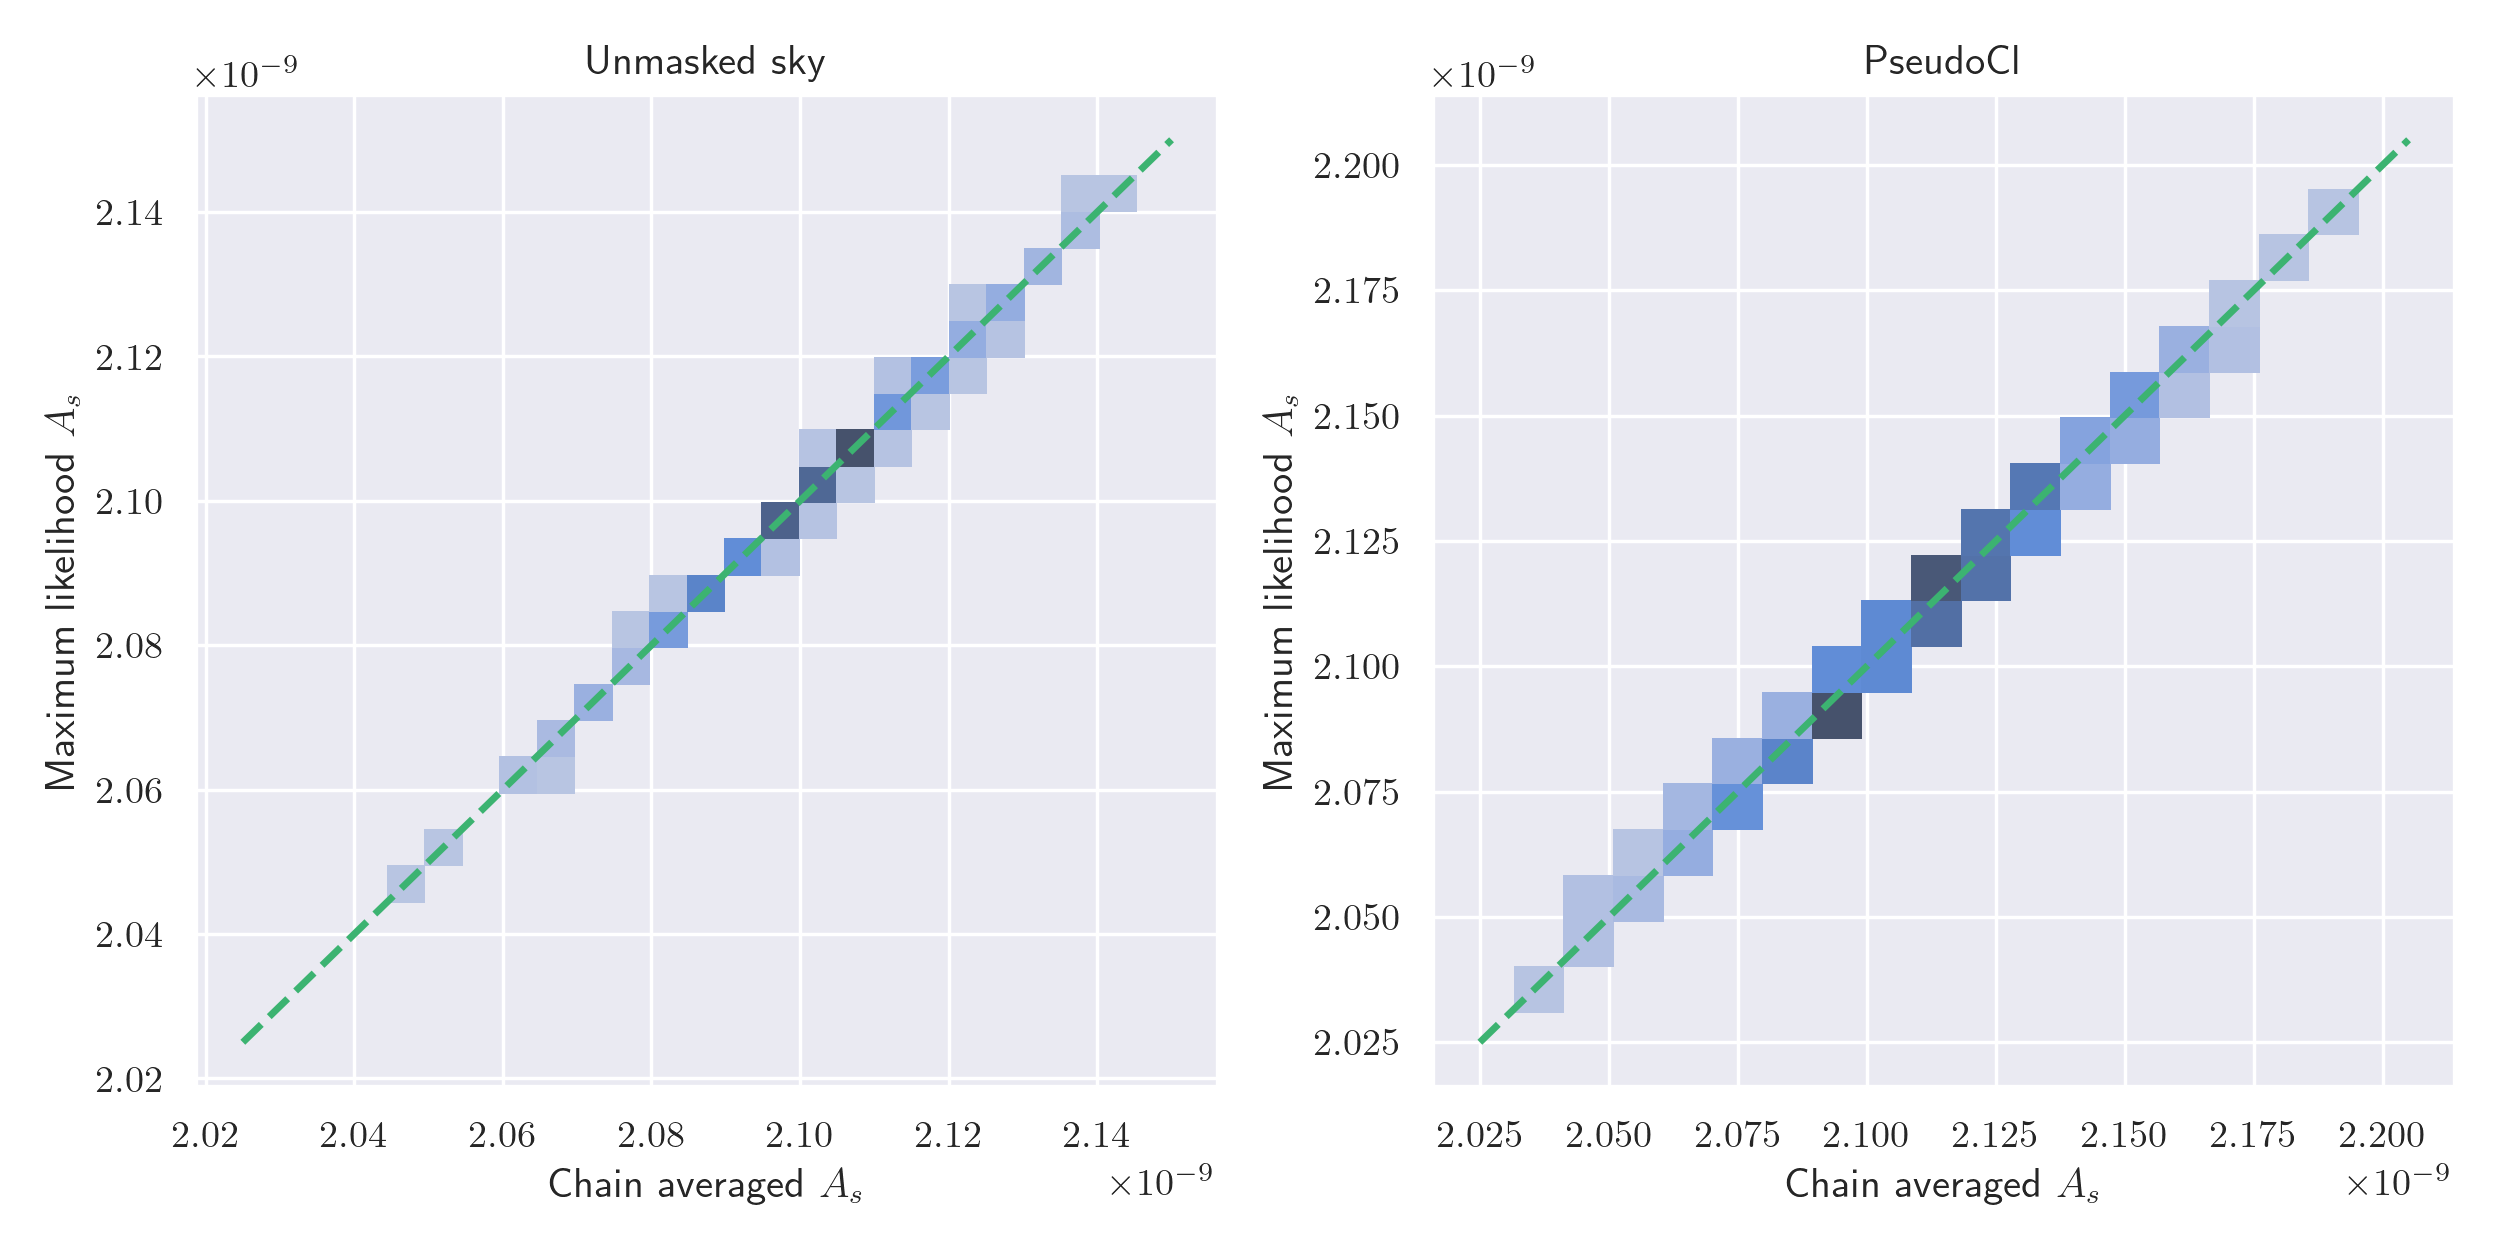 Unmasked sky
×10⁻⁹
2.14
2.12
2.10
2.08
2.06
2.04
2.02
Maximum likelihood Aₛ
2.02 2.04 2.06 2.08 2.10 2.12 2.14
×10⁻⁹
Chain averaged Aₛ
PseudoCl
×10⁻⁹
2.200
2.175
2.150
2.125
2.100
2.075
2.050
2.025
Maximum likelihood Aₛ
2.025 2.050 2.075 2.100 2.125 2.150 2.175 2.200
×10⁻⁹
Chain averaged Aₛ